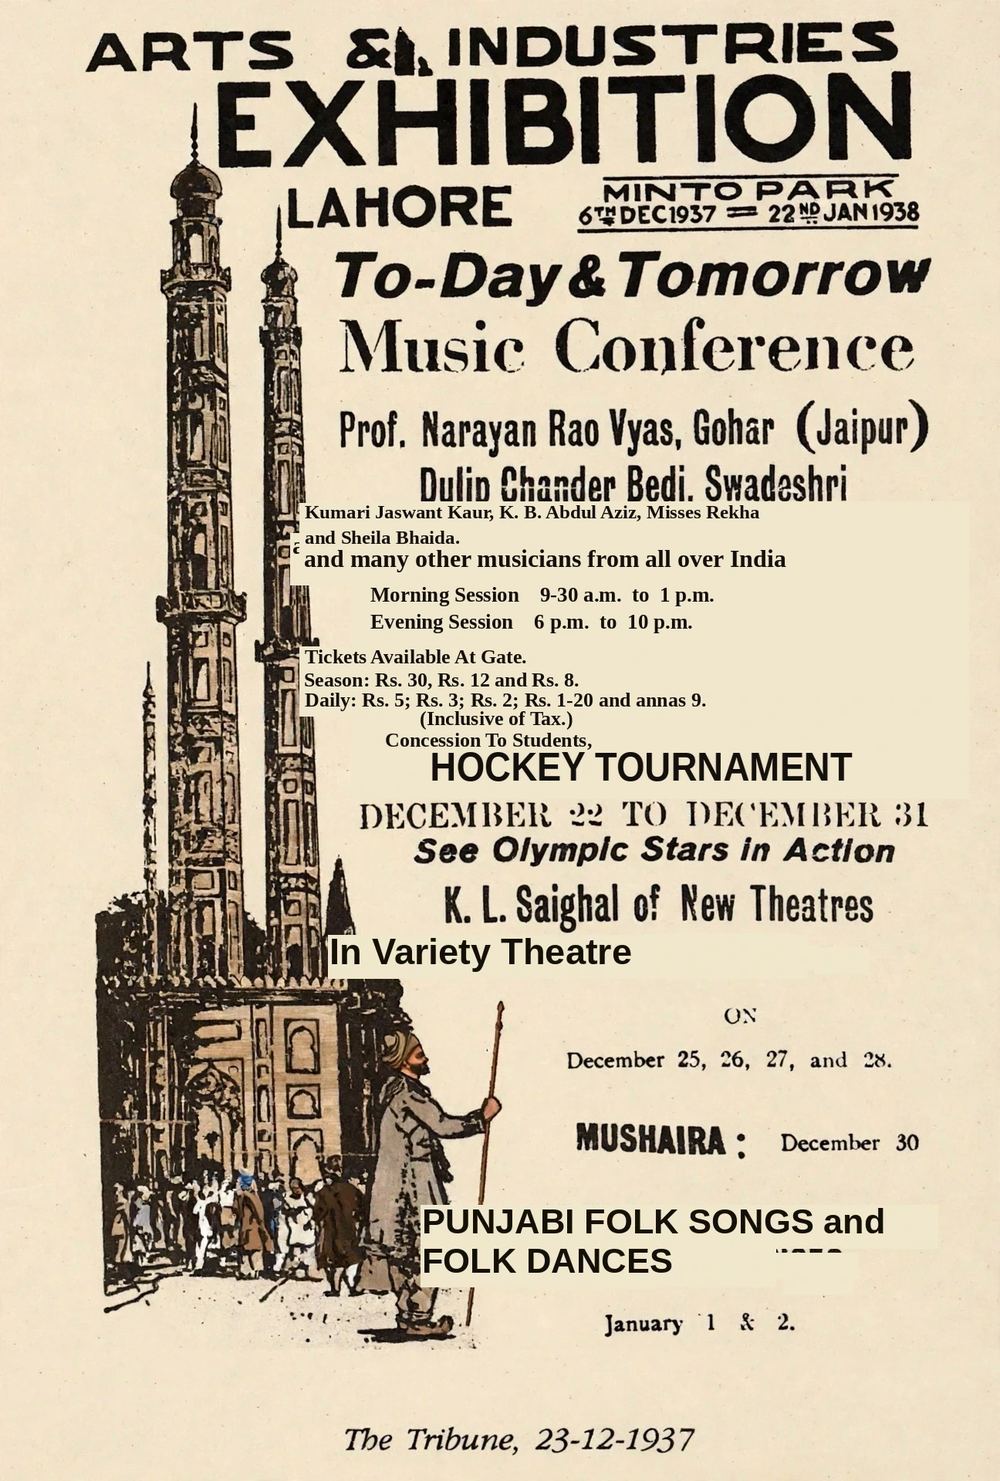 ARTS & INDUSTRIES
EXHIBITION
LAHORE
MINTO PARK
6TH DEC 1937 = 22ND JAN 1938
To-Day & Tomorrow
Music Conference
Prof. Narayan Rao Vyas, Gohar (Jaipur)
Dulip Chander Bedi. Swadeshri
Kumari Jaswant Kaur, K. B. Abdul Aziz, Misses Rekha
and Sheila Bhaida.
and many other musicians from all over India
Morning Session 9-30 a.m. to 1 p.m.
Evening Session 6 p.m. to 10 p.m.
Tickets Available At Gate.
Season: Rs. 30, Rs. 12 and Rs. 8.
Daily: Rs. 5; Rs. 3; Rs. 2; Rs. 1-20 and annas 9.
(Inclusive of Tax.)
Concession To Students,
HOCKEY TOURNAMENT
DECEMBER 22 TO DECEMBER 31
See Olympic Stars in Action
K. L. Saighal of New Theatres
In Variety Theatre
ON
December 25, 26, 27, and 28.
MUSHAIRA : December 30
PUNJABI FOLK SONGS and
FOLK DANCES
January 1 & 2.
The Tribune, 23-12-1937